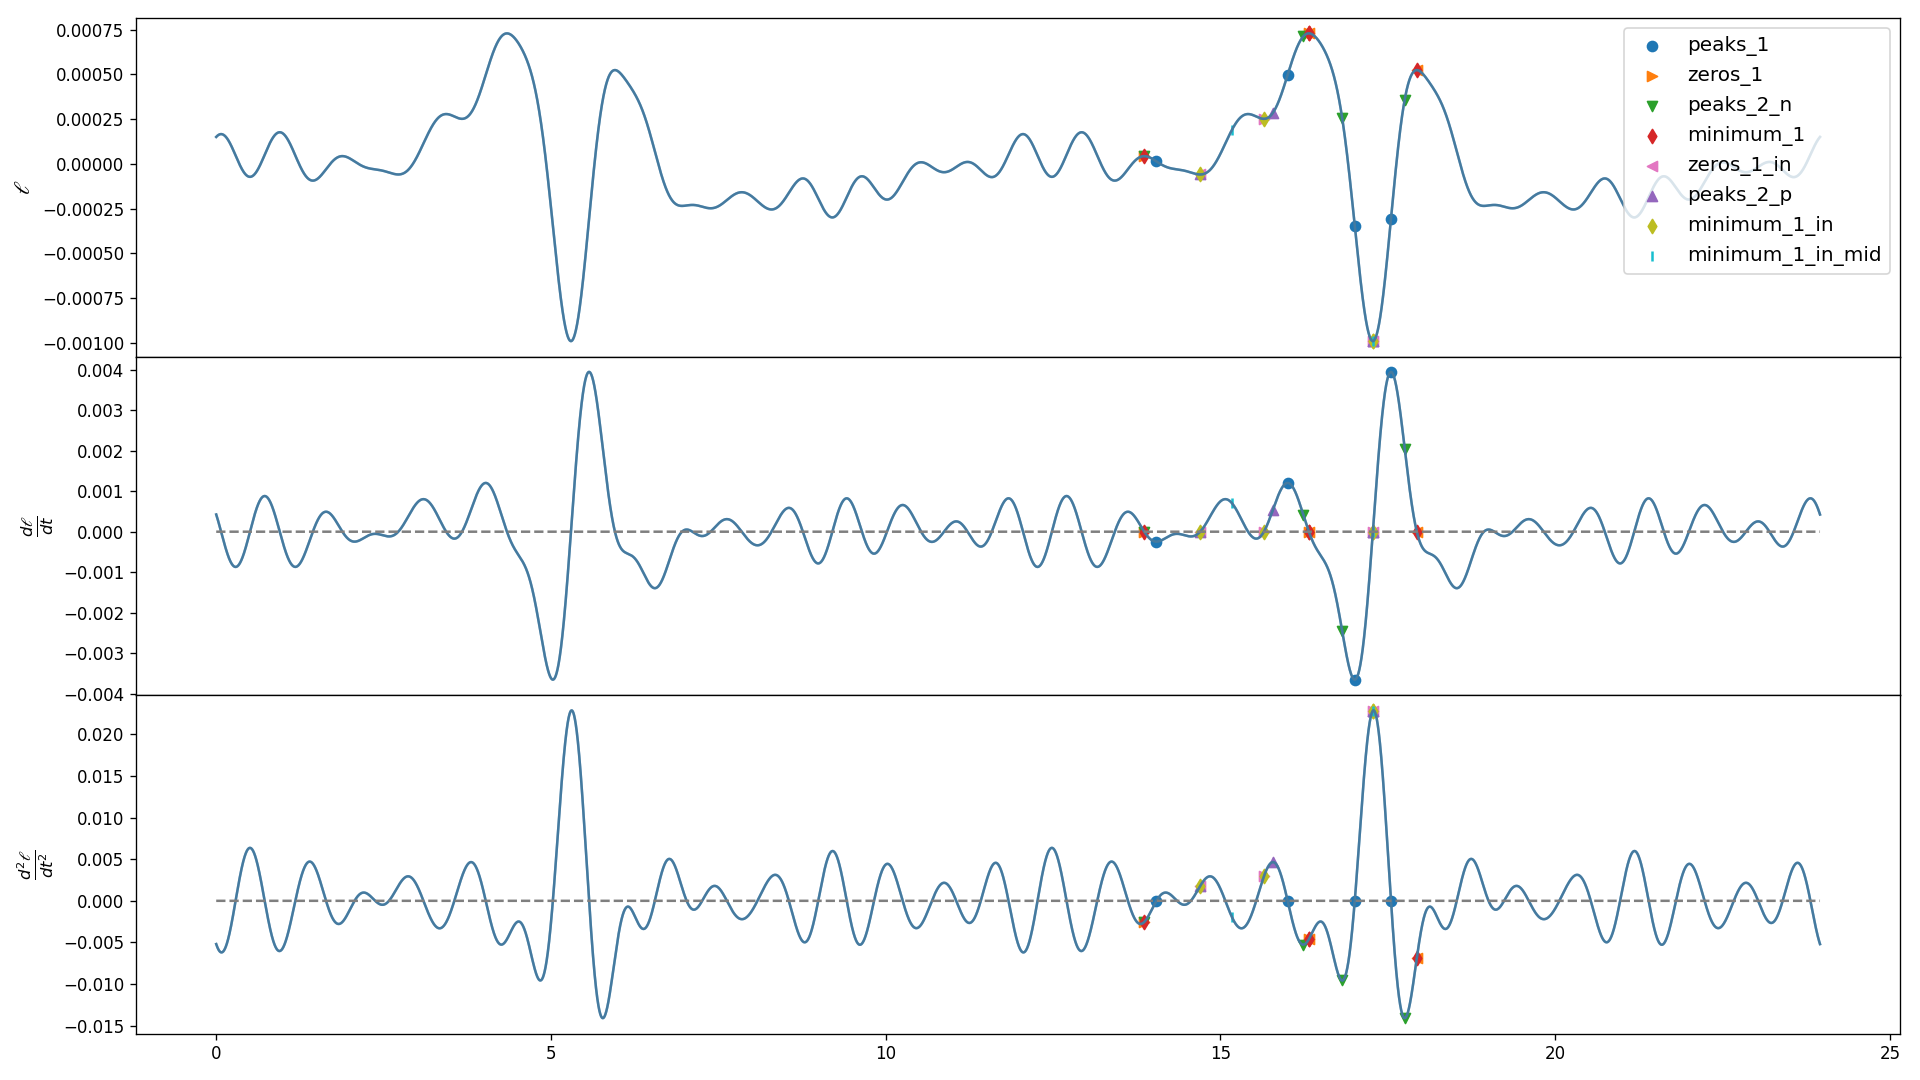 0.00075
0.00050
0.00025
0.00000
−0.00025
−0.00050
−0.00075
−0.00100
ℓ
peaks_1
zeros_1
peaks_2_n
minimum_1
zeros_1_in
peaks_2_p
minimum_1_in
minimum_1_in_mid
0.004
0.003
0.002
0.001
0.000
−0.001
−0.002
−0.003
−0.004
dℓ
dt
0.020
0.015
0.010
0.005
0.000
−0.005
−0.010
−0.015
d²ℓ
dt²
0 5 10 15 20 25